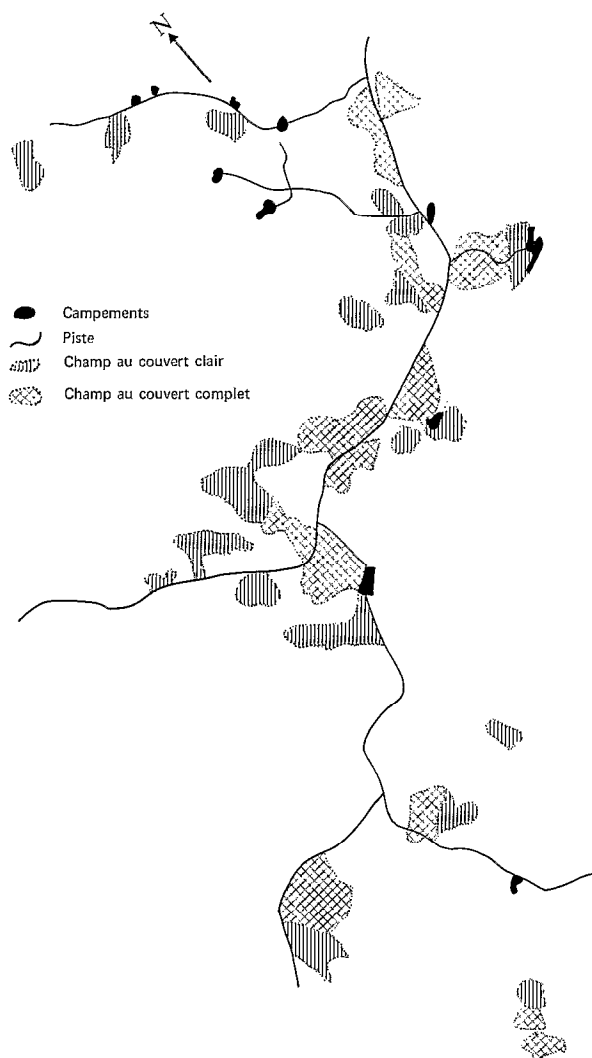 N
Campements
Piste
Champ au couvert clair
Champ au couvert complet